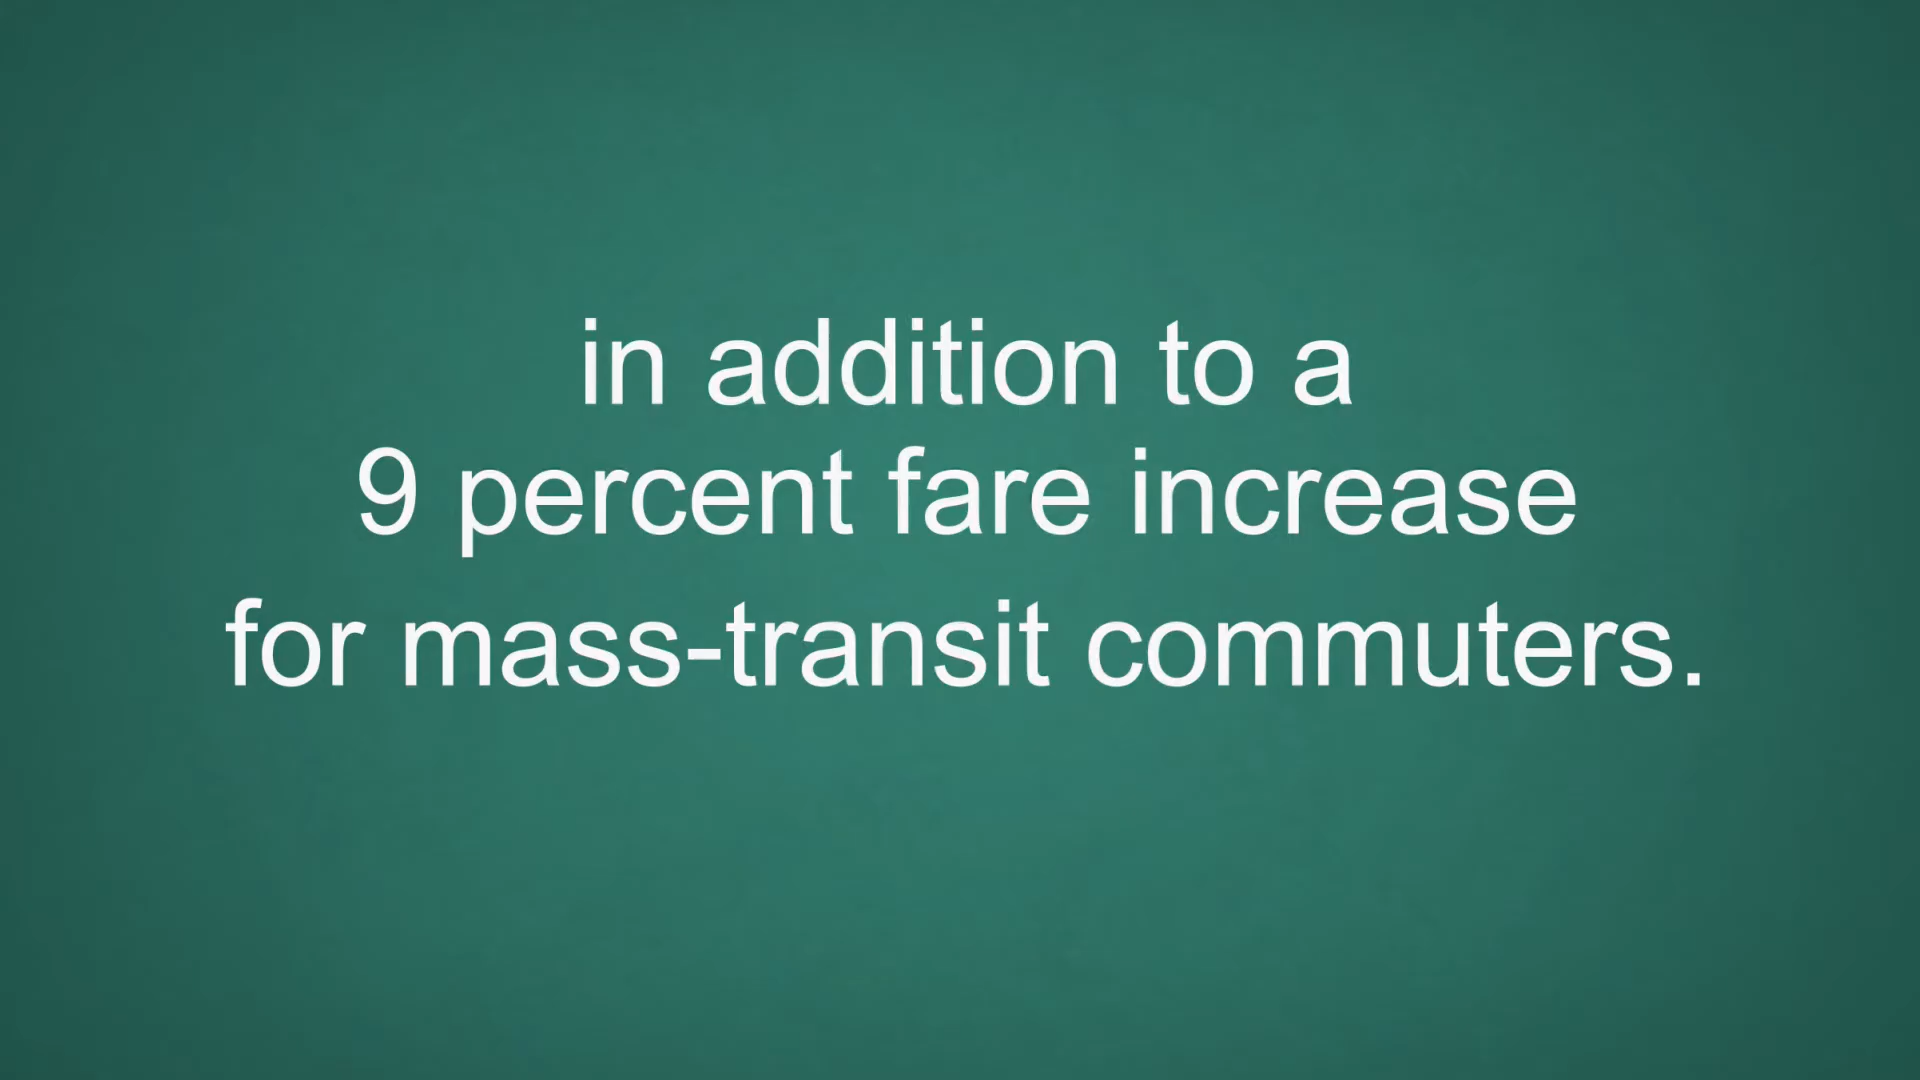 in addition to a
9 percent fare increase
for mass-transit commuters.